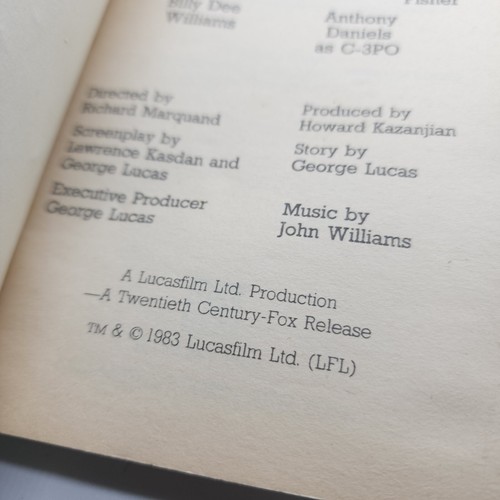 Billy Dee
Williams
Fisher
Anthony
Daniels
as C-3PO
Directed by
Richard Marquand
Screenplay by
Lawrence Kasdan and
George Lucas
Executive Producer
George Lucas
Produced by
Howard Kazanjian
Story by
George Lucas
Music by
John Williams
A Lucasfilm Ltd. Production
—A Twentieth Century-Fox Release
TM & © 1983 Lucasfilm Ltd. (LFL)